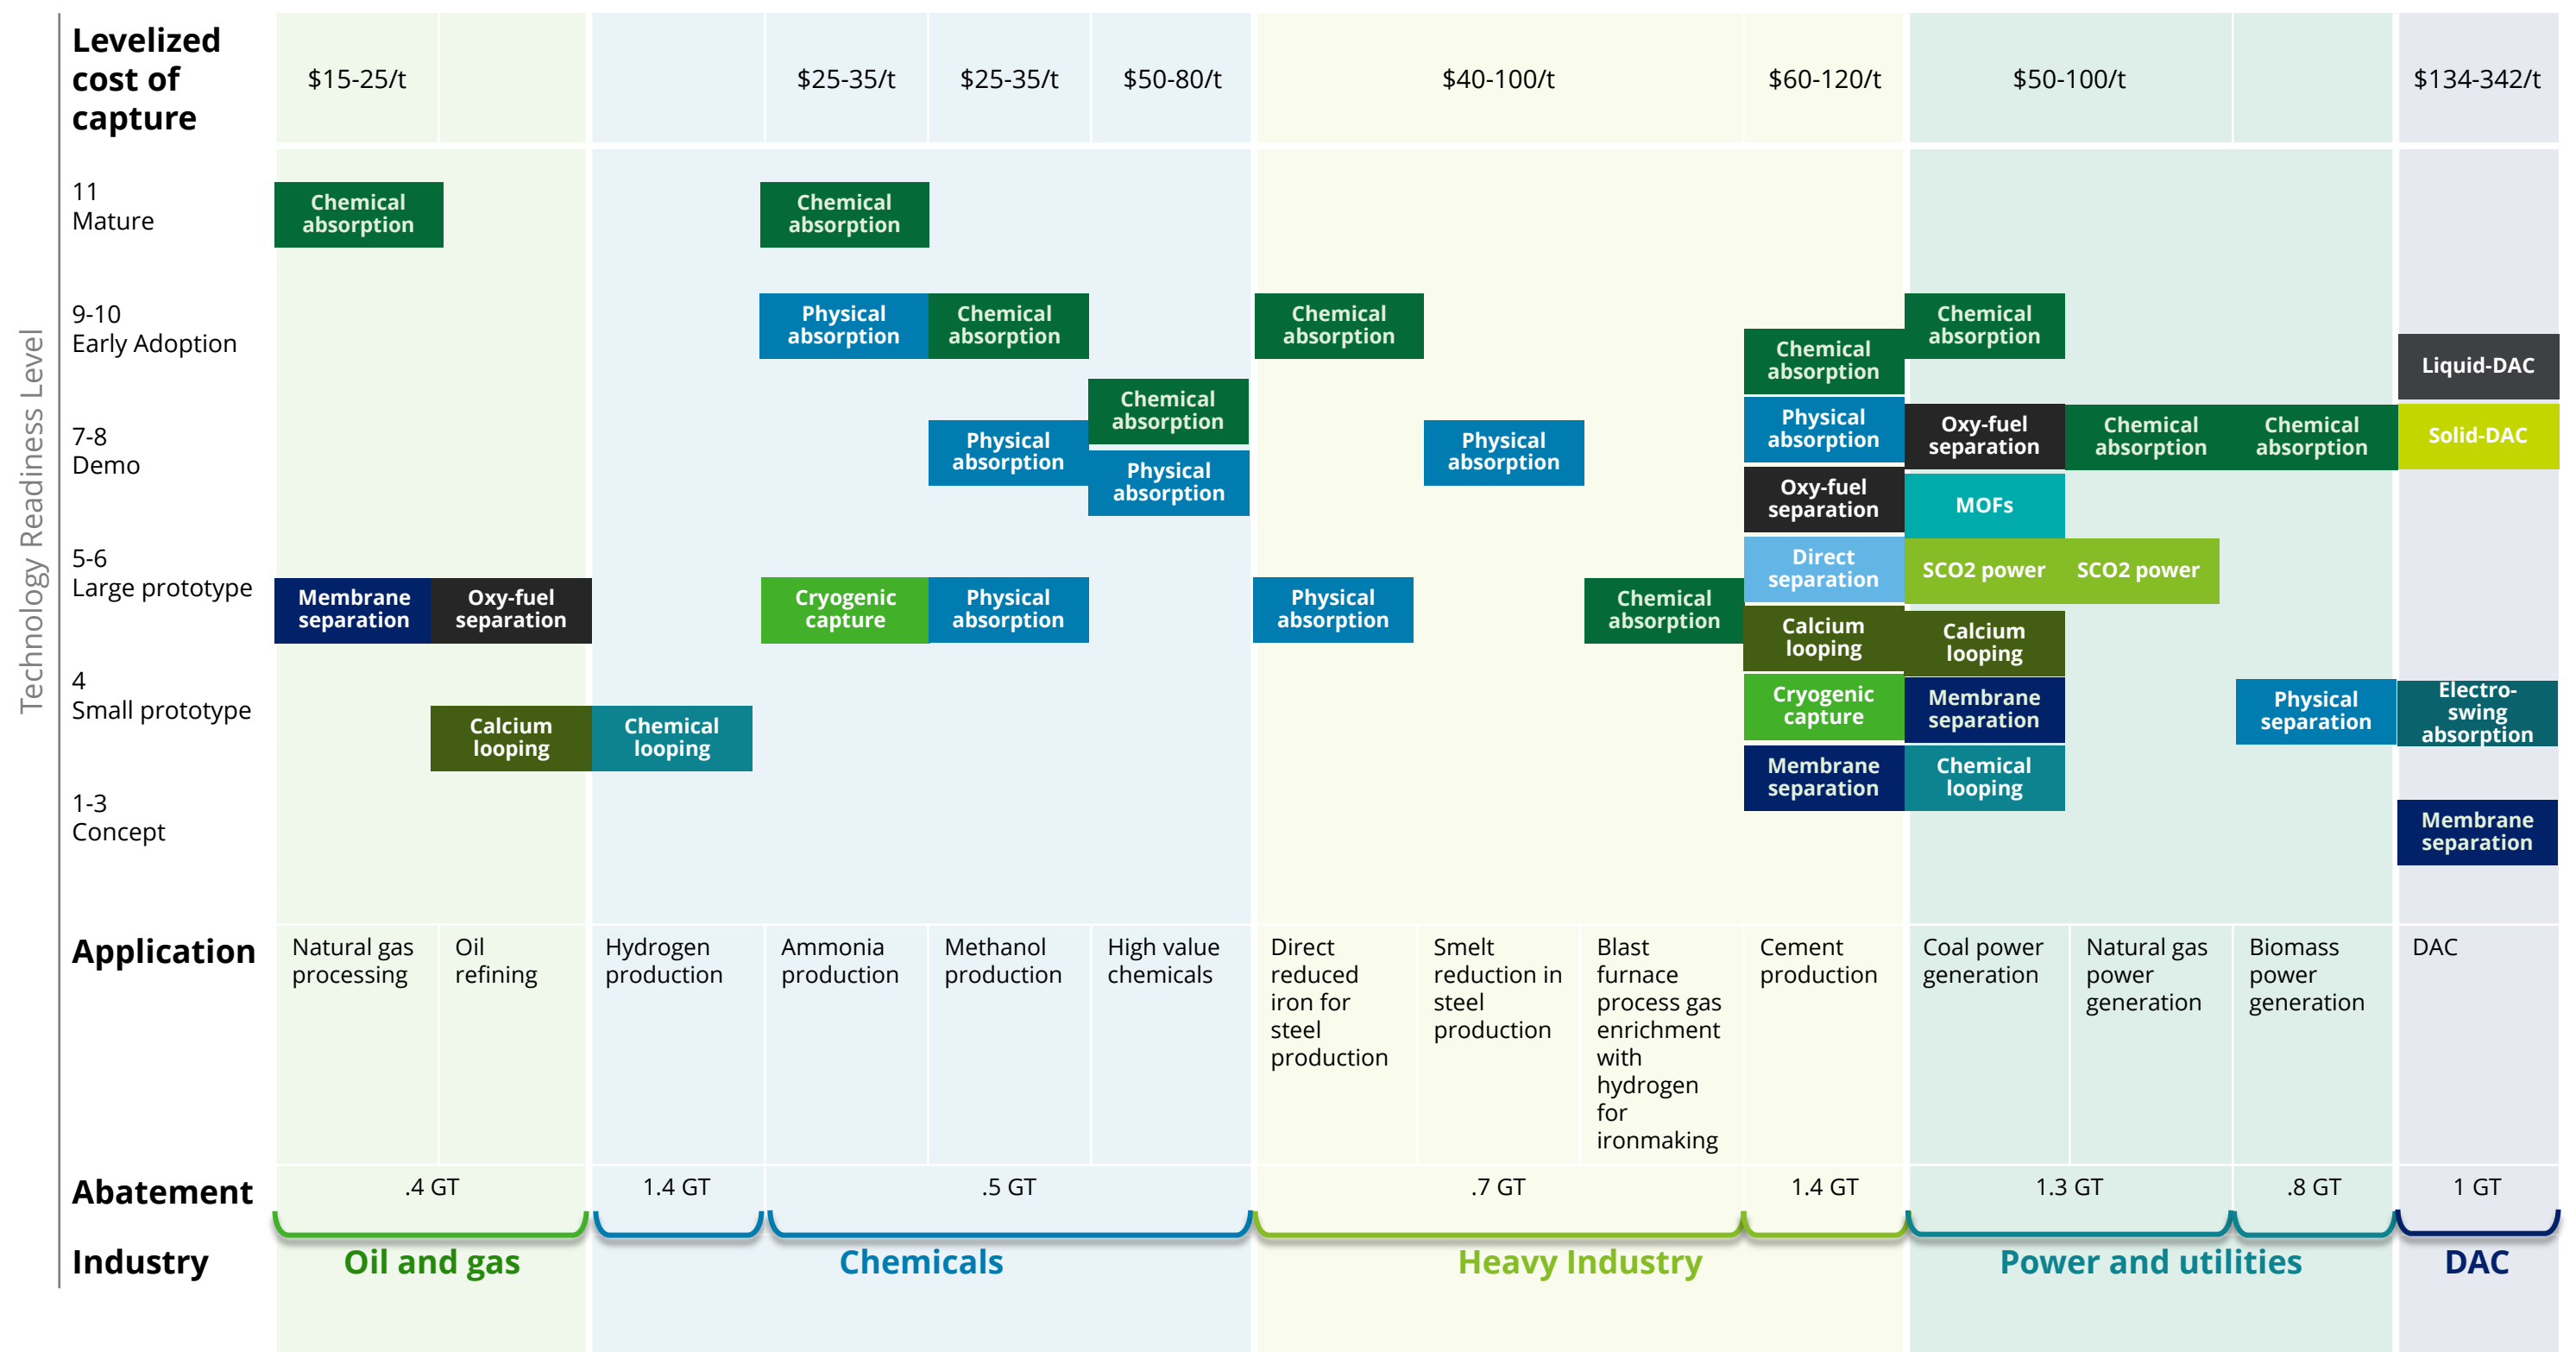 Levelized
cost of
capture
$15-25/t
$25-35/t
$25-35/t
$50-80/t
$40-100/t
$60-120/t
$50-100/t
$134-342/t
Technology Readiness Level
11
Mature
Chemical
absorption
Chemical
absorption
9-10
Early Adoption
Physical
absorption
Chemical
absorption
Chemical
absorption
Chemical
absorption
Chemical
absorption
Liquid-DAC
7-8
Demo
Chemical
absorption
Physical
absorption
Physical
absorption
Physical
absorption
Physical
absorption
Oxy-fuel
separation
Chemical
absorption
Chemical
absorption
Solid-DAC
Oxy-fuel
separation
MOFs
5-6
Large prototype
Membrane
separation
Oxy-fuel
separation
Cryogenic
capture
Physical
absorption
Physical
absorption
Chemical
absorption
Direct
separation
SCO2 power
SCO2 power
Calcium
looping
Calcium
looping
4
Small prototype
Calcium
looping
Chemical
looping
Cryogenic
capture
Membrane
separation
Physical
separation
Electro-
swing
absorption
Membrane
separation
Chemical
looping
1-3
Concept
Membrane
separation
Application
Natural gas
processing
Oil
refining
Hydrogen
production
Ammonia
production
Methanol
production
High value
chemicals
Direct
reduced
iron for
steel
production
Smelt
reduction in
steel
production
Blast
furnace
process gas
enrichment
with
hydrogen
for
ironmaking
Cement
production
Coal power
generation
Natural gas
power
generation
Biomass
power
generation
DAC
Abatement
.4 GT
1.4 GT
.5 GT
.7 GT
1.4 GT
1.3 GT
.8 GT
1 GT
Industry
Oil and gas
Chemicals
Heavy Industry
Power and utilities
DAC